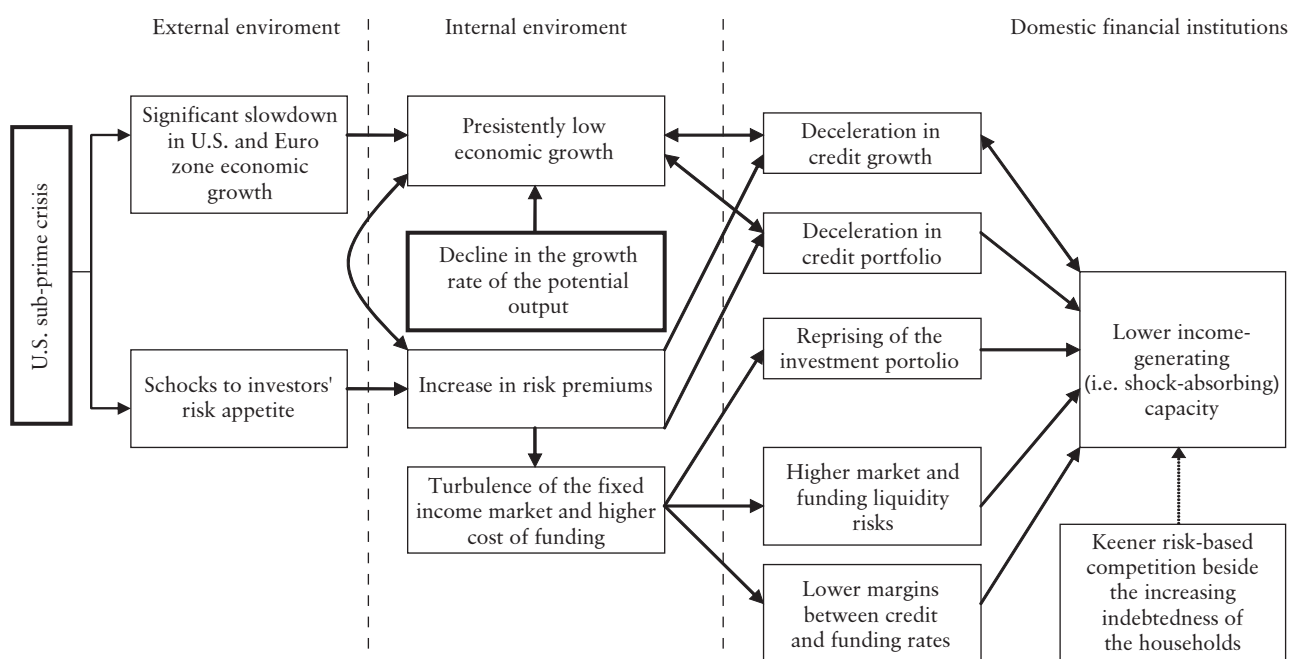 External enviroment
Internal enviroment
Domestic financial institutions
U.S. sub-prime crisis
Significant slowdown
in U.S. and Euro
zone economic
growth
Schocks to investors'
risk appetite
Presistently low
economic growth
Decline in the growth
rate of the potential
output
Increase in risk premiums
Turbulence of the fixed
income market and higher
cost of funding
Deceleration in
credit growth
Deceleration in
credit portfolio
Reprising of the
investment portolio
Higher market and
funding liquidity
risks
Lower margins
between credit
and funding rates
Lower income-
generating
(i.e. shock-absorbing)
capacity
Keener risk-based
competition beside
the increasing
indebtedness of
the households